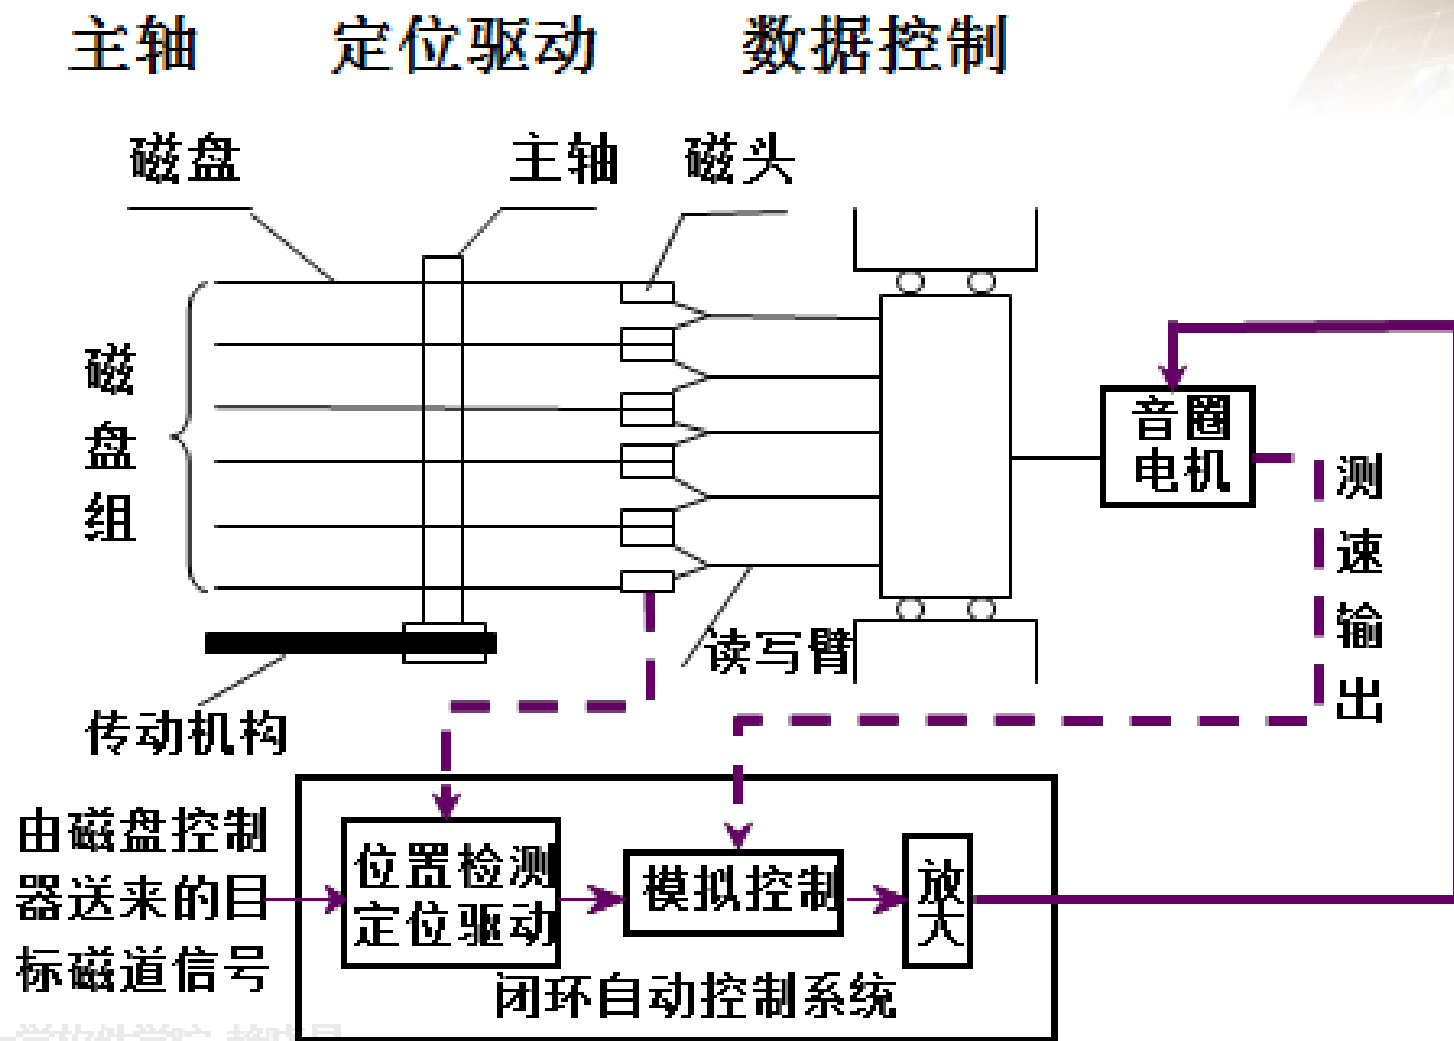 主轴 定位驱动 数据控制
磁盘 主轴 磁头
磁盘组
音圈
电机
测速输出
读写臂
传动机构
由磁盘控制
器送来的目
标磁道信号
位置检测
定位驱动
模拟控制
放大
闭环自动控制系统